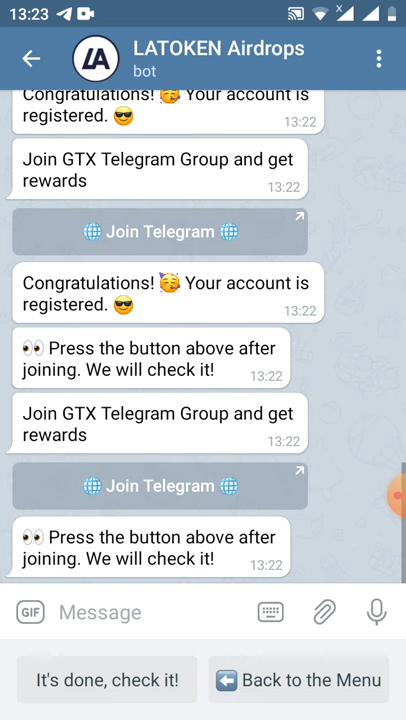 13:23
LATOKEN Airdrops
LA
bot
Congratulations! 🥳 Your account is
registered. 😎
13:22
Join GTX Telegram Group and get
rewards
13:22
🌐 Join Telegram 🌐
Congratulations! 🥳 Your account is
registered. 😎
13:22
👀 Press the button above after
joining. We will check it!
13:22
Join GTX Telegram Group and get
rewards
13:22
🌐 Join Telegram 🌐
👀 Press the button above after
joining. We will check it!
13:22
GIF
Message
It's done, check it!
⬅️ Back to the Menu